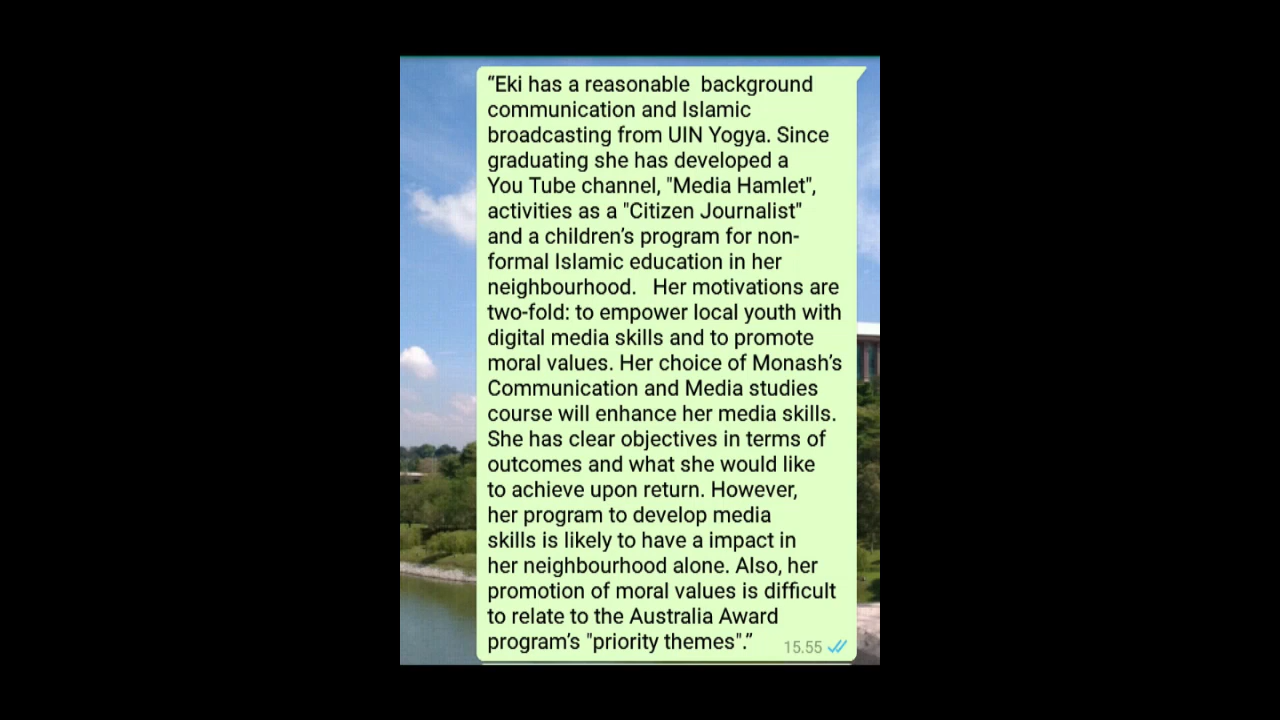 “Eki has a reasonable  background
communication and Islamic
broadcasting from UIN Yogya. Since
graduating she has developed a
You Tube channel, "Media Hamlet",
activities as a "Citizen Journalist"
and a children’s program for non-
formal Islamic education in her
neighbourhood.   Her motivations are
two-fold: to empower local youth with
digital media skills and to promote
moral values. Her choice of Monash’s
Communication and Media studies
course will enhance her media skills.
She has clear objectives in terms of
outcomes and what she would like
to achieve upon return. However,
her program to develop media
skills is likely to have a impact in
her neighbourhood alone. Also, her
promotion of moral values is difficult
to relate to the Australia Award
program’s "priority themes".”
15.55